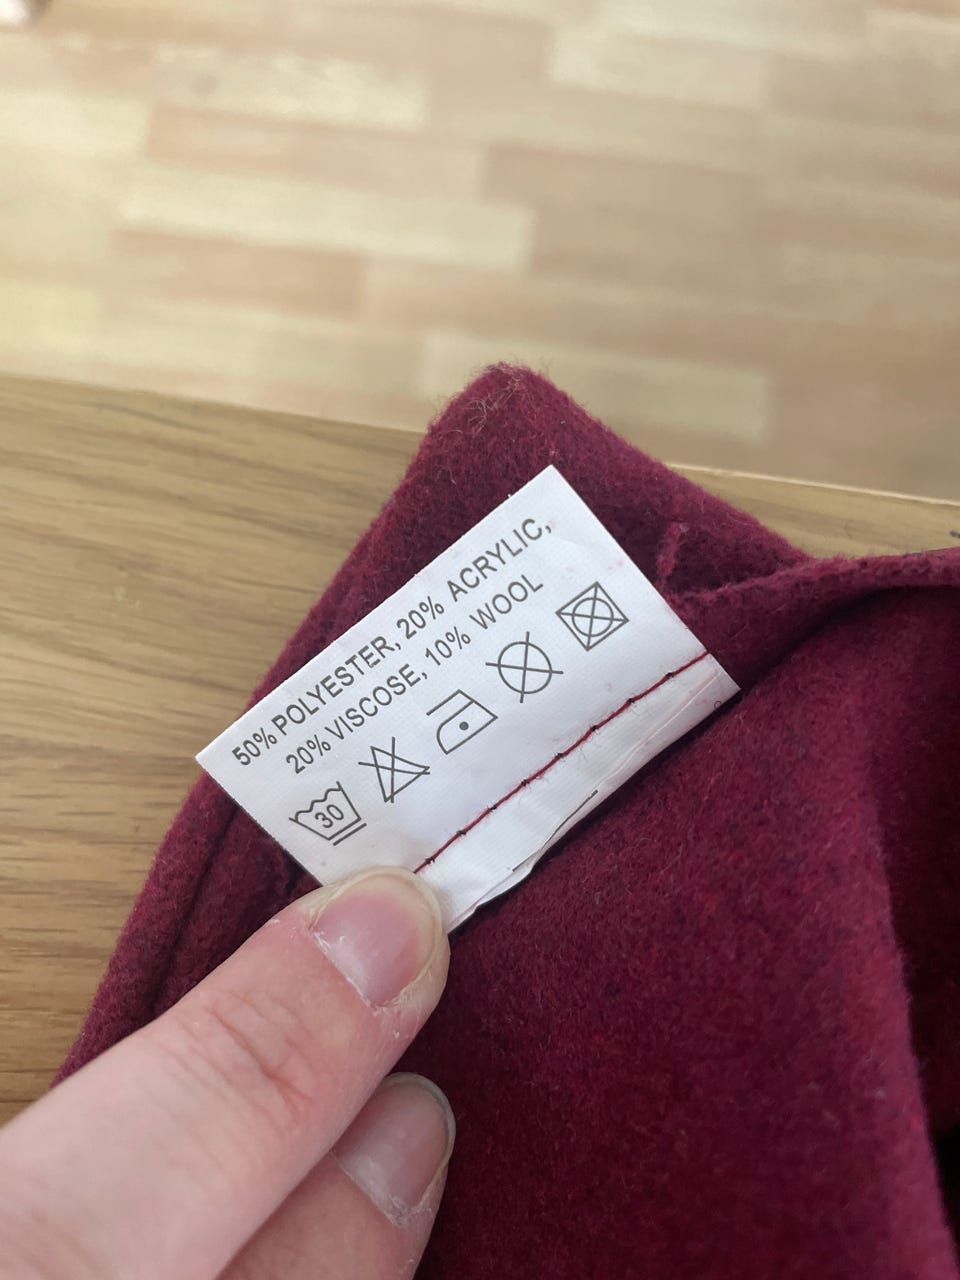 50% POLYESTER, 20% ACRYLIC,
20% VISCOSE, 10% WOOL
30